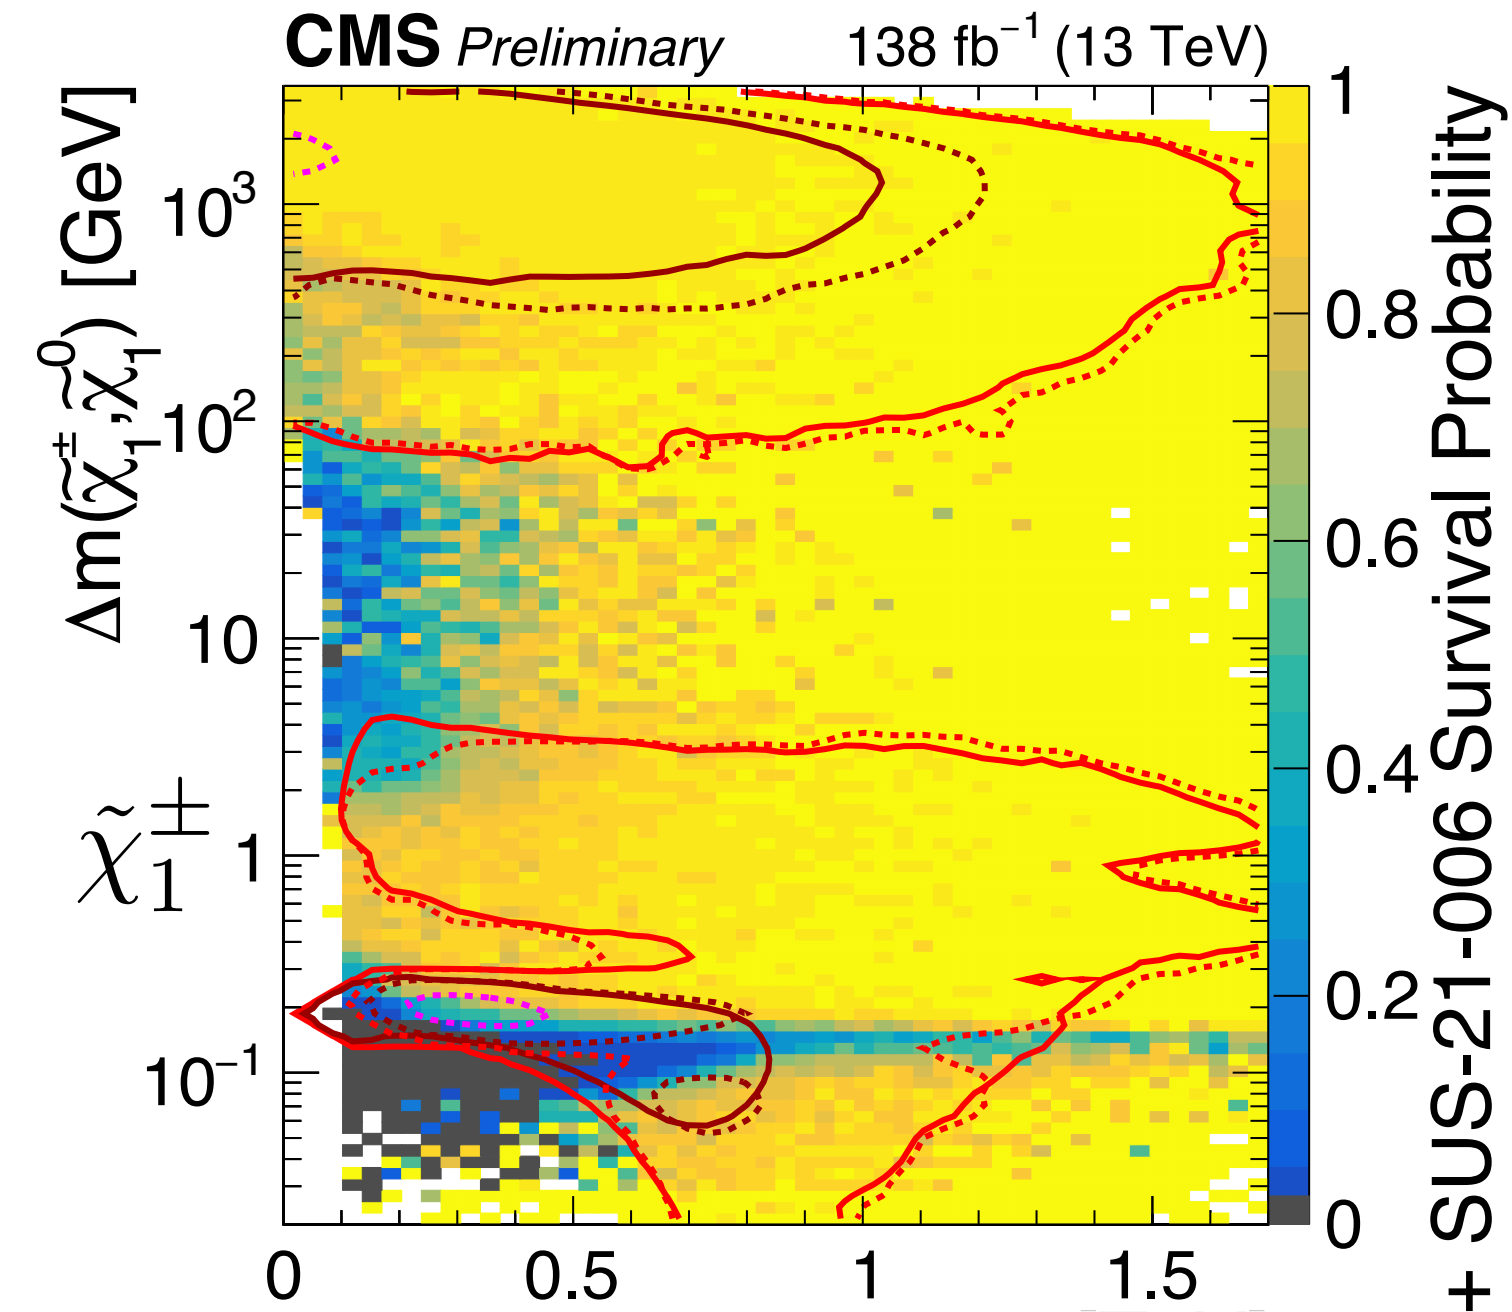 CMS Preliminary 138 fb⁻¹ (13 TeV)
Δm(χ̃₁±,χ̃₁⁰) [GeV]
10³
10²
10
1
10⁻¹
χ̃₁±
0 0.5 1 1.5
1
0.8
0.6
0.4
0.2
0
+ SUS-21-006 Survival Probability